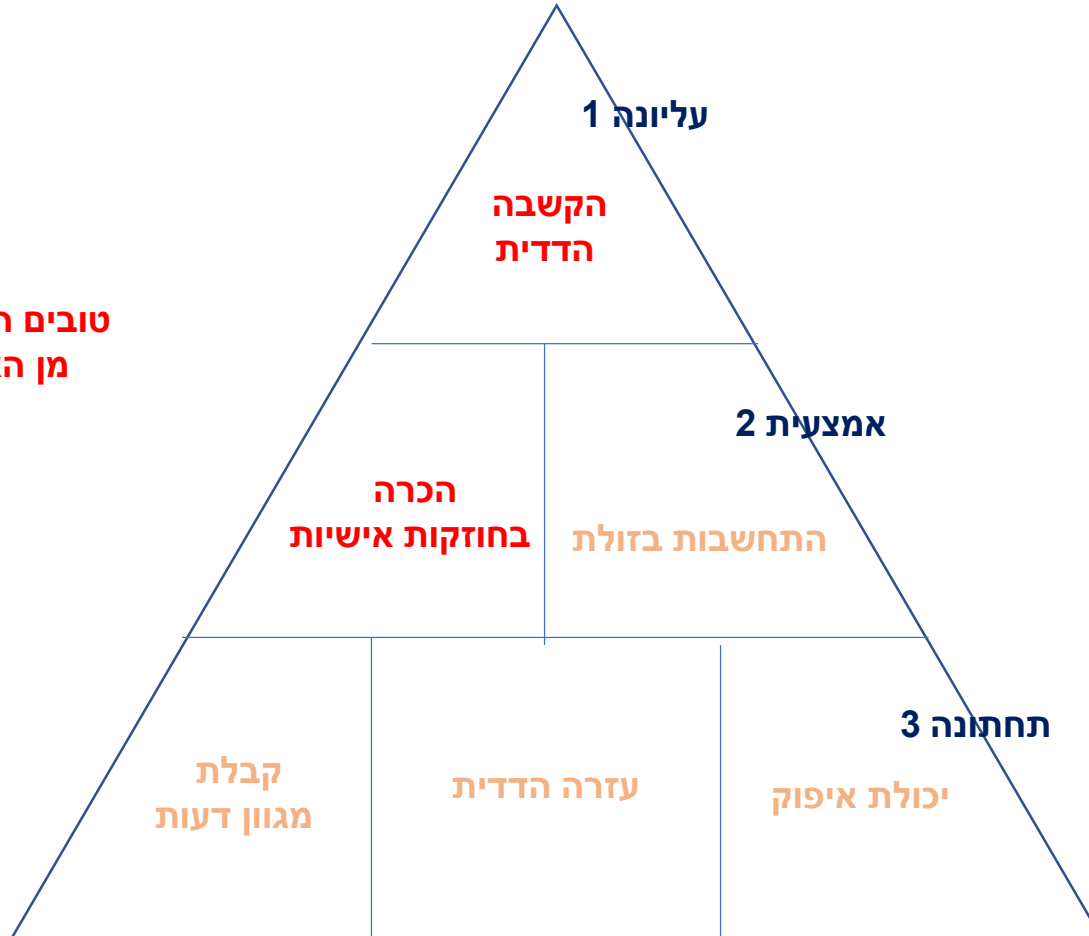 עליונה 1
הקשבה
הדדית
טובים
מן
אמצעית 2
הכרה
בחוזקות אישיות
התחשבות בזולת
תחתונה 3
יכולת איפוק
עזרה הדדית
קבלת
מגוון דעות